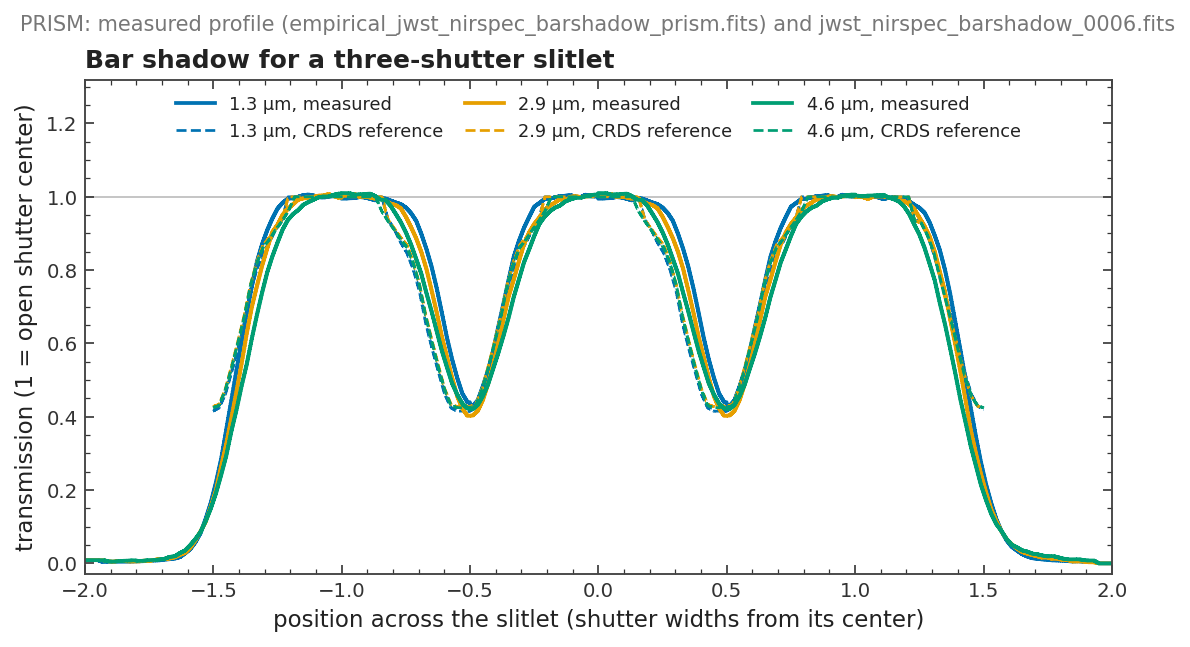 PRISM: measured profile (empirical_jwst_nirspec_barshadow_prism.fits) and jwst_nirspec_barshadow_0006.fits
Bar shadow for a three-shutter slitlet
1.3 µm, measured
1.3 µm, CRDS reference
2.9 µm, measured
2.9 µm, CRDS reference
4.6 µm, measured
4.6 µm, CRDS reference
transmission (1 = open shutter center)
1.2
1.0
0.8
0.6
0.4
0.2
0.0
−2.0 −1.5 −1.0 −0.5 0.0 0.5 1.0 1.5 2.0
position across the slitlet (shutter widths from its center)